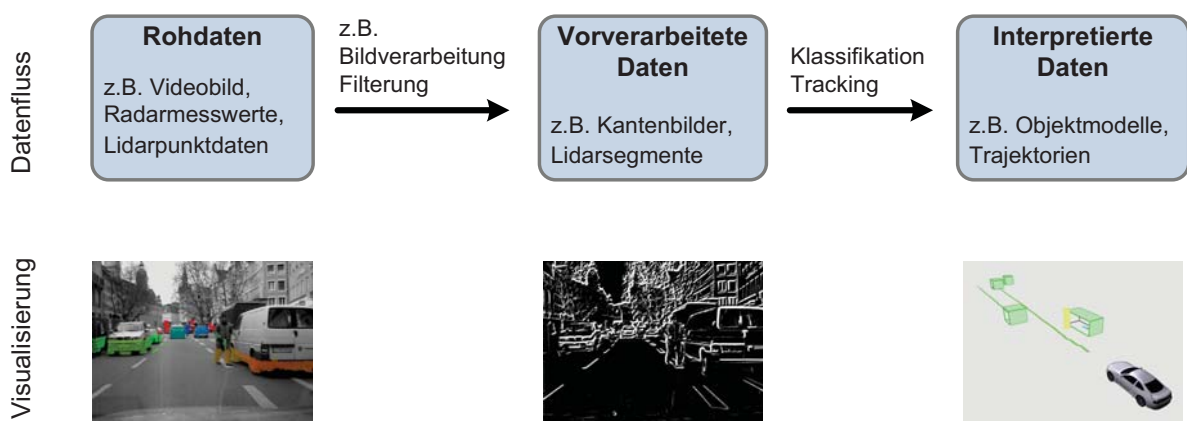 Datenfluss
Rohdaten
z.B. Videobild,
Radarmesswerte,
Lidarpunktdaten
z.B.
Bildverarbeitung
Filterung
Vorverarbeitete
Daten
z.B. Kantenbilder,
Lidarsegmente
Klassifikation
Tracking
Interpretierte
Daten
z.B. Objektmodelle,
Trajektorien
Visualisierung